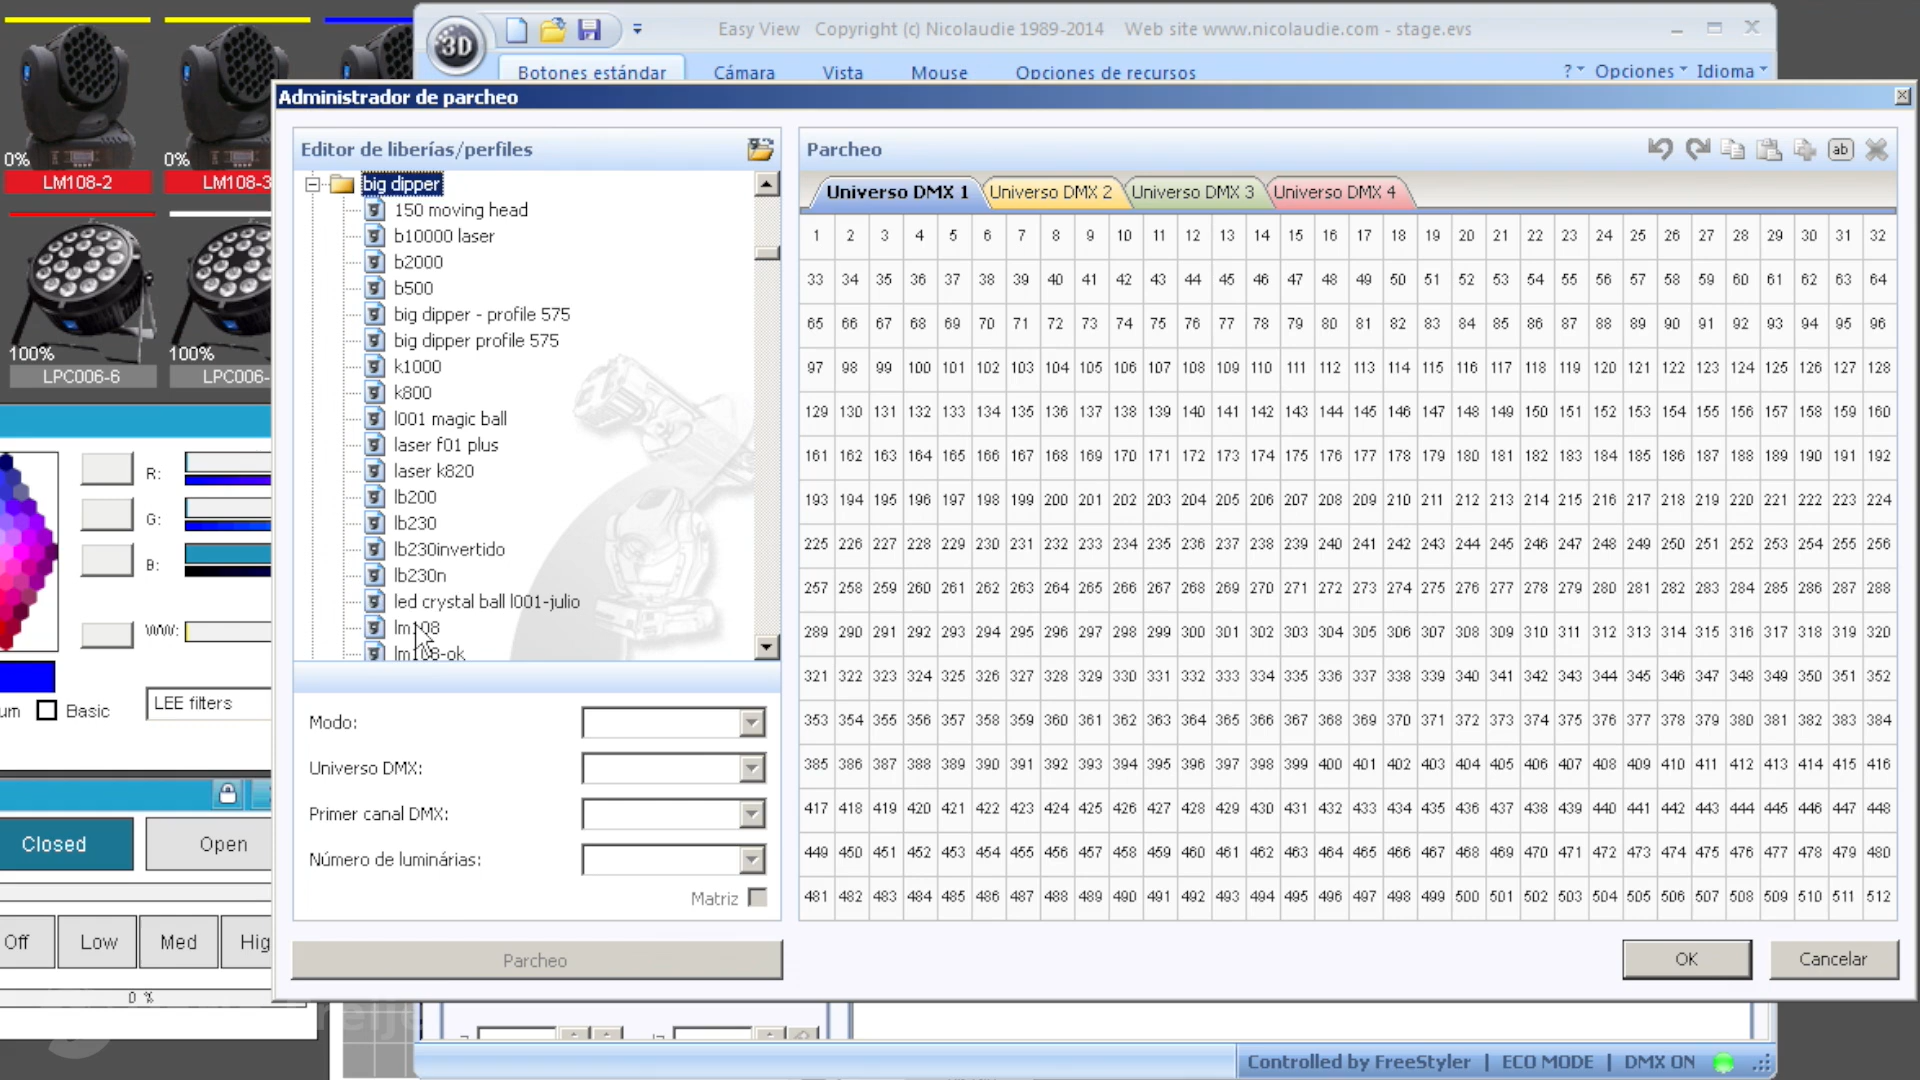 Easy View Copyright (c) Nicolaudie 1989-2014 Web site www.nicolaudie.com - stage.evs
3D
Botones estándar Cámara Vista Mouse Opciones de recursos
? Opciones Idioma
0% LM108-2
0% LM108-3
100% LPC006-6
100% LPC006-
R:
G:
B:
WW:
um Basic
LEE filters
Closed Open
Off Low Med Hig
0 %
Administrador de parcheo
Editor de liberías/perfiles
big dipper
150 moving head
b10000 laser
b2000
b500
big dipper - profile 575
big dipper profile 575
k1000
k800
l001 magic ball
laser f01 plus
laser k820
lb200
lb230
lb230invertido
lb230n
led crystal ball l001-julio
lm108
lm108-ok
Modo:
Universo DMX:
Primer canal DMX:
Número de luminárias:
Matriz
Parcheo
Parcheo
ab
Universo DMX 1 Universo DMX 2 Universo DMX 3 Universo DMX 4
1 2 3 4 5 6 7 8 9 10 11 12 13 14 15 16 17 18 19 20 21 22 23 24 25 26 27 28 29 30 31 32
33 34 35 36 37 38 39 40 41 42 43 44 45 46 47 48 49 50 51 52 53 54 55 56 57 58 59 60 61 62 63 64
65 66 67 68 69 70 71 72 73 74 75 76 77 78 79 80 81 82 83 84 85 86 87 88 89 90 91 92 93 94 95 96
97 98 99 100 101 102 103 104 105 106 107 108 109 110 111 112 113 114 115 116 117 118 119 120 121 122 123 124 125 126 127 128
129 130 131 132 133 134 135 136 137 138 139 140 141 142 143 144 145 146 147 148 149 150 151 152 153 154 155 156 157 158 159 160
161 162 163 164 165 166 167 168 169 170 171 172 173 174 175 176 177 178 179 180 181 182 183 184 185 186 187 188 189 190 191 192
193 194 195 196 197 198 199 200 201 202 203 204 205 206 207 208 209 210 211 212 213 214 215 216 217 218 219 220 221 222 223 224
225 226 227 228 229 230 231 232 233 234 235 236 237 238 239 240 241 242 243 244 245 246 247 248 249 250 251 252 253 254 255 256
257 258 259 260 261 262 263 264 265 266 267 268 269 270 271 272 273 274 275 276 277 278 279 280 281 282 283 284 285 286 287 288
289 290 291 292 293 294 295 296 297 298 299 300 301 302 303 304 305 306 307 308 309 310 311 312 313 314 315 316 317 318 319 320
321 322 323 324 325 326 327 328 329 330 331 332 333 334 335 336 337 338 339 340 341 342 343 344 345 346 347 348 349 350 351 352
353 354 355 356 357 358 359 360 361 362 363 364 365 366 367 368 369 370 371 372 373 374 375 376 377 378 379 380 381 382 383 384
385 386 387 388 389 390 391 392 393 394 395 396 397 398 399 400 401 402 403 404 405 406 407 408 409 410 411 412 413 414 415 416
417 418 419 420 421 422 423 424 425 426 427 428 429 430 431 432 433 434 435 436 437 438 439 440 441 442 443 444 445 446 447 448
449 450 451 452 453 454 455 456 457 458 459 460 461 462 463 464 465 466 467 468 469 470 471 472 473 474 475 476 477 478 479 480
481 482 483 484 485 486 487 488 489 490 491 492 493 494 495 496 497 498 499 500 501 502 503 504 505 506 507 508 509 510 511 512
OK Cancelar
Controlled by FreeStyler | ECO MODE | DMX ON